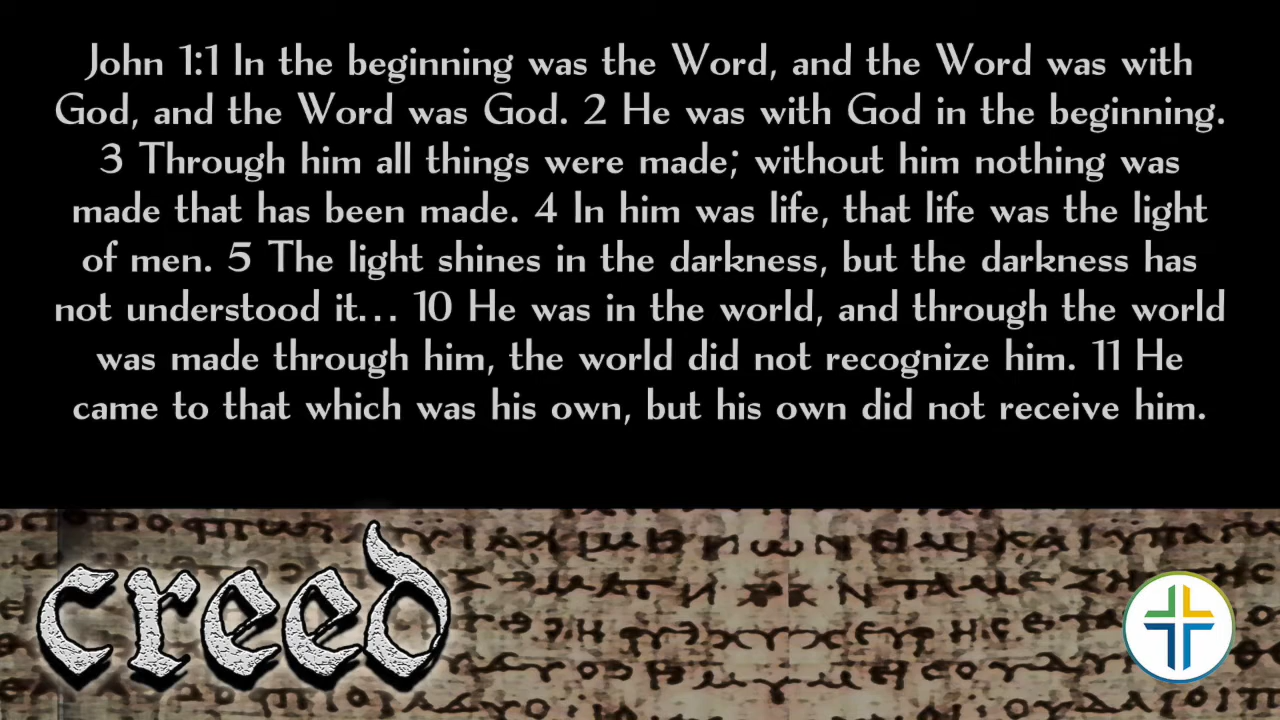 John 1:1 In the beginning was the Word, and the Word was with
God, and the Word was God. 2 He was with God in the beginning.
3 Through him all things were made; without him nothing was
made that has been made. 4 In him was life, that life was the light
of men. 5 The light shines in the darkness, but the darkness has
not understood it... 10 He was in the world, and through the world
was made through him, the world did not recognize him. 11 He
came to that which was his own, but his own did not receive him.
creed